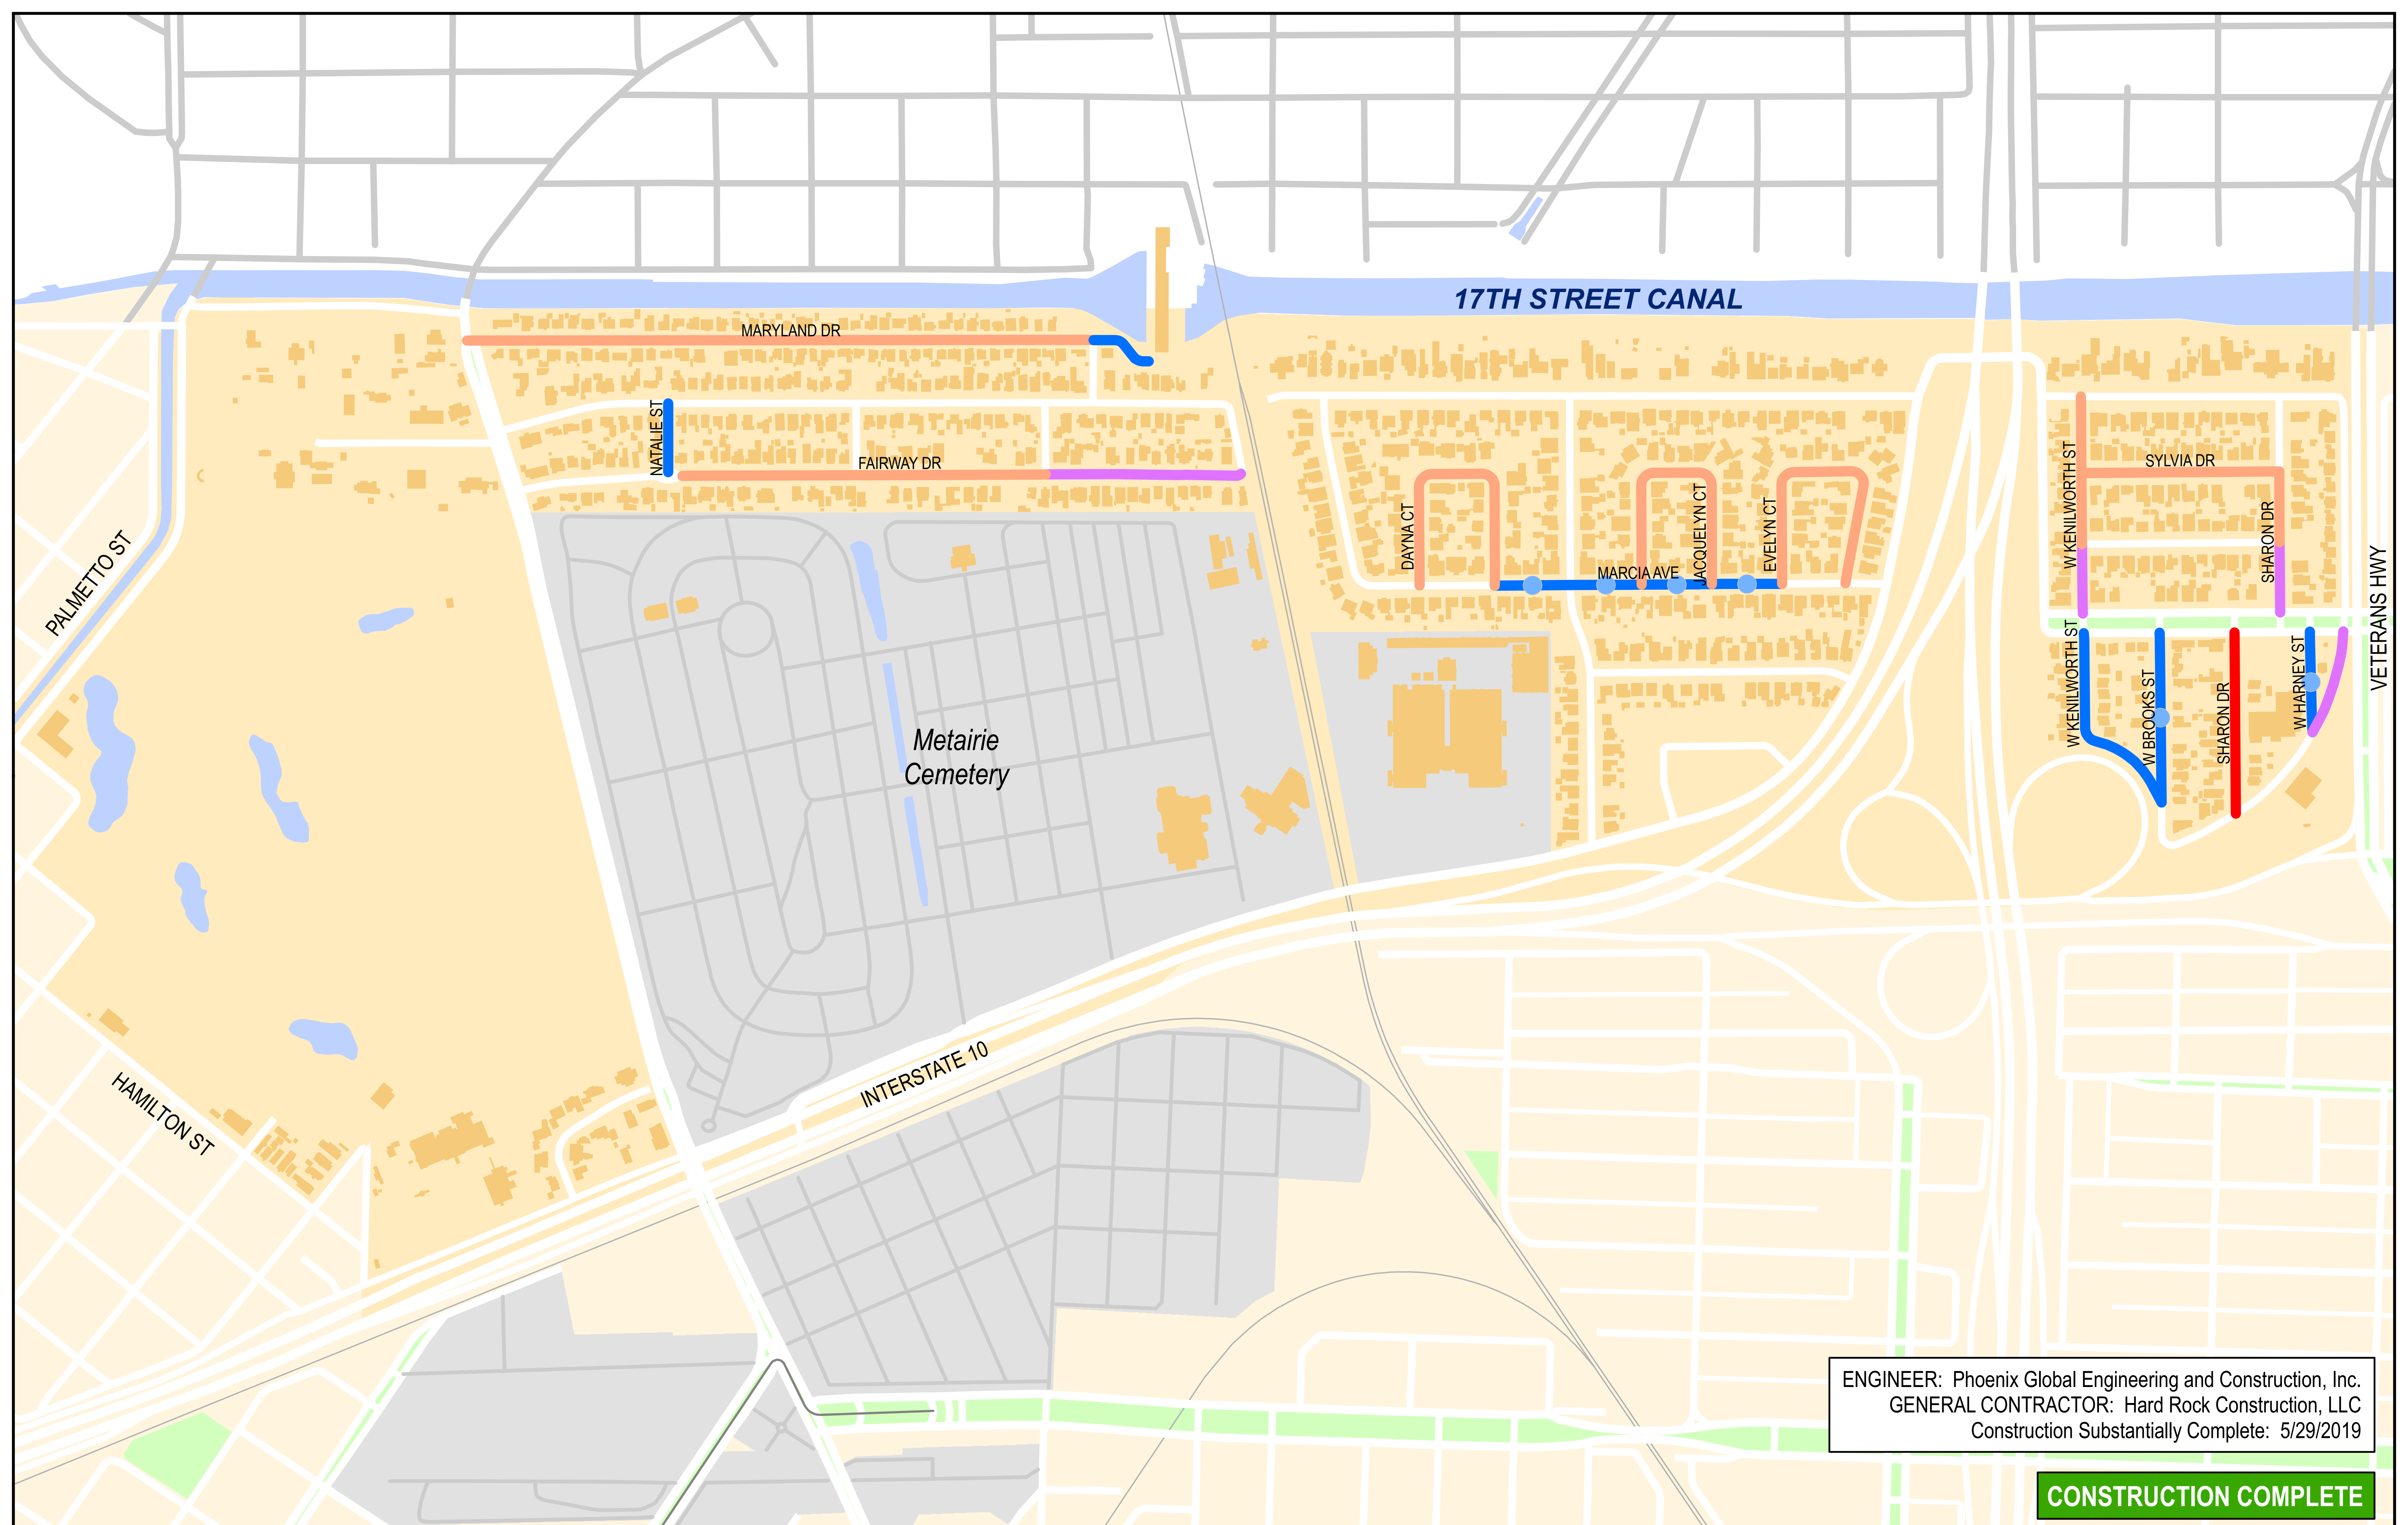 17TH STREET CANAL
MARYLAND DR
NATALIE ST
FAIRWAY DR
DAYNA CT
MARCIA AVE
JACQUELYN CT
EVELYN CT
W KENILWORTH ST
SYLVIA DR
SHARON DR
VETERANS HWY
W KENILWORTH ST
W BROOKS ST
SHARON DR
W HARNEY ST
PALMETTO ST
Metairie
Cemetery
INTERSTATE 10
HAMILTON ST
ENGINEER: Phoenix Global Engineering and Construction, Inc.
GENERAL CONTRACTOR: Hard Rock Construction, LLC
Construction Substantially Complete: 5/29/2019
CONSTRUCTION COMPLETE